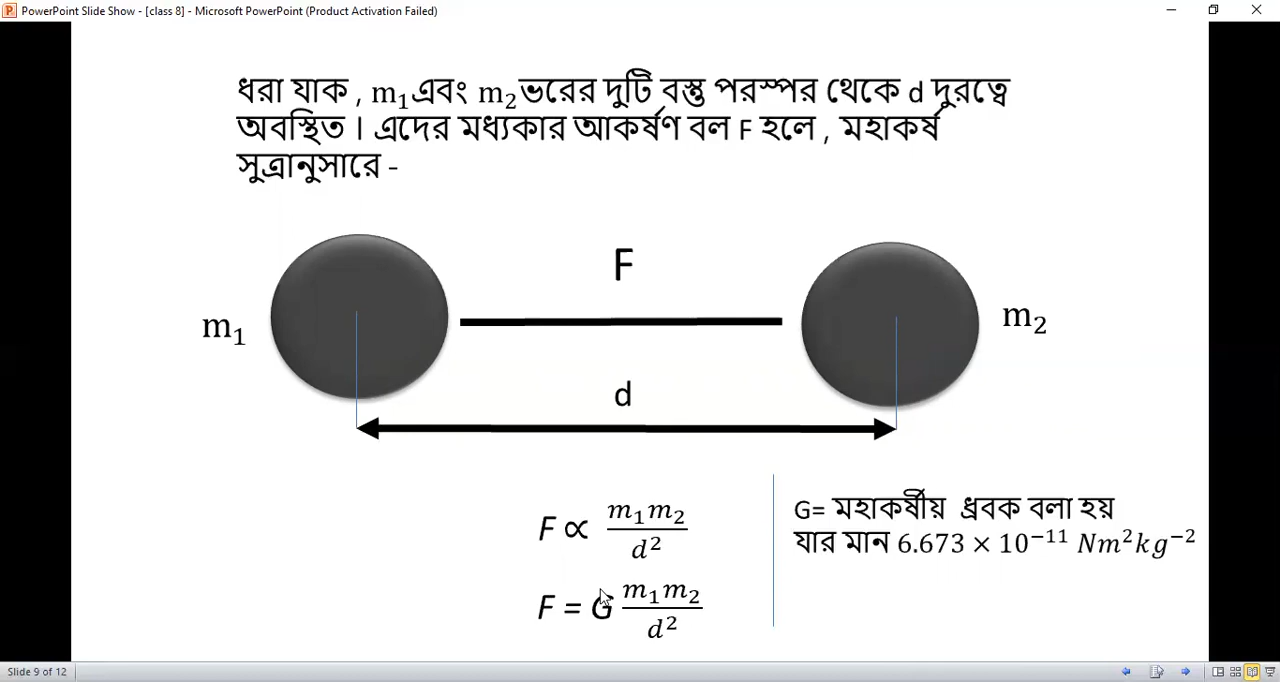 PowerPoint Slide Show - [class 8] - Microsoft PowerPoint (Product Activation Failed)
ধরা যাক , m₁এবং m₂ভরের দুটি বস্তু পরস্পর থেকে d দুরত্বে
অবস্থিত । এদের মধ্যকার আকর্ষণ বল F হলে , মহাকর্ষ
সুত্রানুসারে -
F
m₁
m₂
d
F ∝ m₁m₂/d²
F = G m₁m₂/d²
G= মহাকর্ষীয় ধ্রবক বলা হয়
যার মান 6.673 × 10⁻¹¹ Nm²kg⁻²
Slide 9 of 12